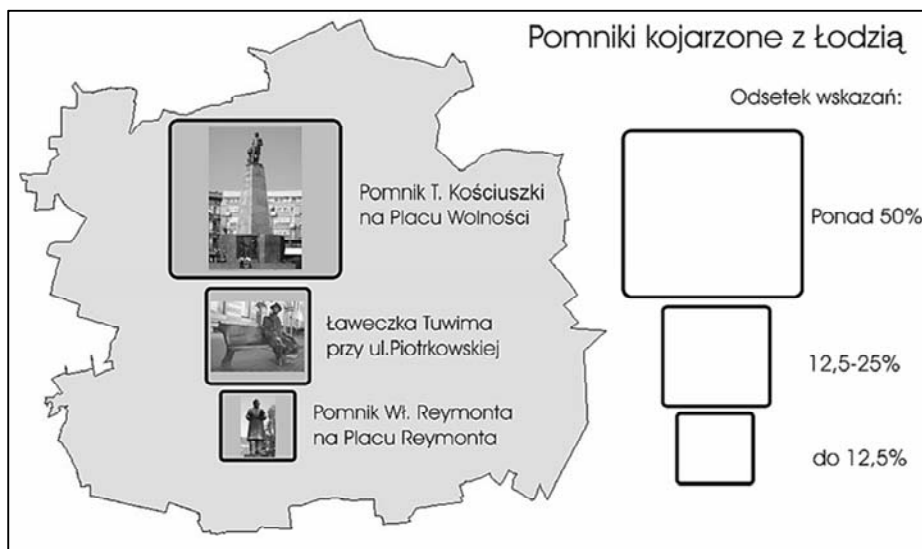 Pomniki kojarzone z Łodzią
Odsetek wskazań:
Pomnik T. Kościuszki
na Placu Wolności
Ławeczka Tuwima
przy ul.Piotrkowskiej
Pomnik Wł. Reymonta
na Placu Reymonta
Ponad 50%
12,5-25%
do 12,5%